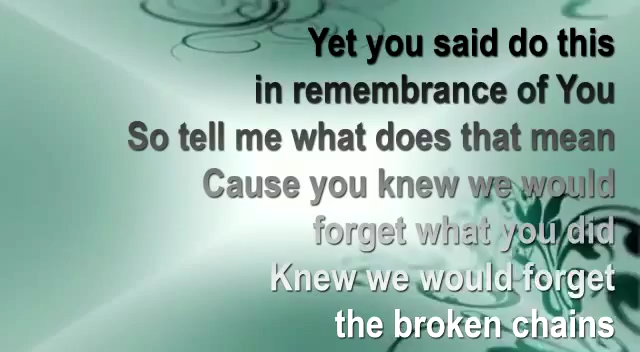 Yet you said do this
in remembrance of You
So tell me what does that mean
Cause you knew we would
forget what you did
Knew we would forget
the broken chains